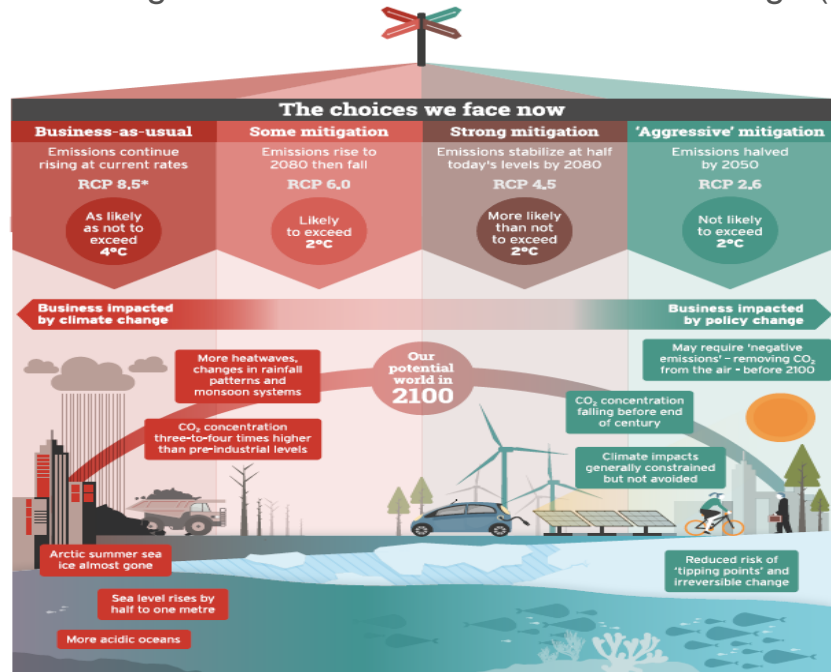 The choices we face now
Business-as-usual
Emissions continue
rising at current rates
RCP 8.5*
As likely
as not to
exceed
4°C
Some mitigation
Emissions rise to
2080 then fall
RCP 6.0
Likely
to exceed
2°C
Strong mitigation
Emissions stabilize at half
today's levels by 2080
RCP 4.5
More likely
than not
to exceed
2°C
'Aggressive' mitigation
Emissions halved
by 2050
RCP 2.6
Not likely
to exceed
2°C
Business impacted
by climate change
Business impacted
by policy change
More heatwaves,
changes in rainfall
patterns and
monsoon systems
Our
potential
world in
2100
May require 'negative
emissions' – removing CO₂
from the air - before 2100
CO₂ concentration
three-to-four times higher
than pre-industrial levels
CO₂ concentration
falling before end
of century
Climate impacts
generally constrained
but not avoided
Arctic summer sea
ice almost gone
Sea level rises by
half to one metre
More acidic oceans
Reduced risk of
'tipping points' and
irreversible change